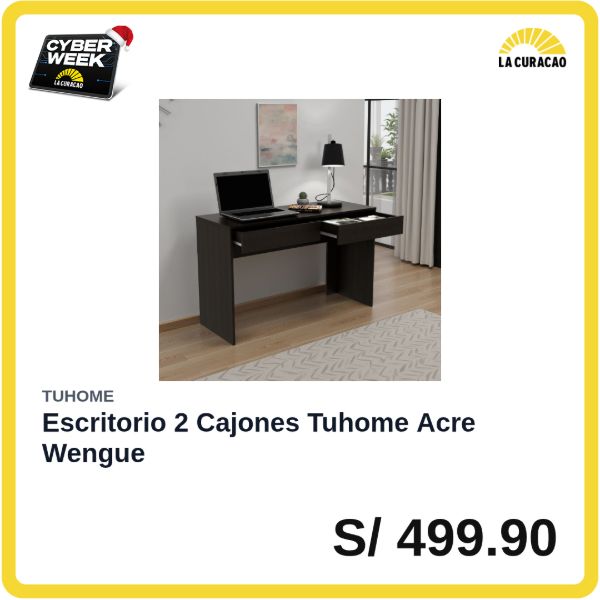 CYBER
WEEK
LA CURACAO
LA CURACAO
TUHOME
Escritorio 2 Cajones Tuhome Acre
Wengue
S/ 499.90